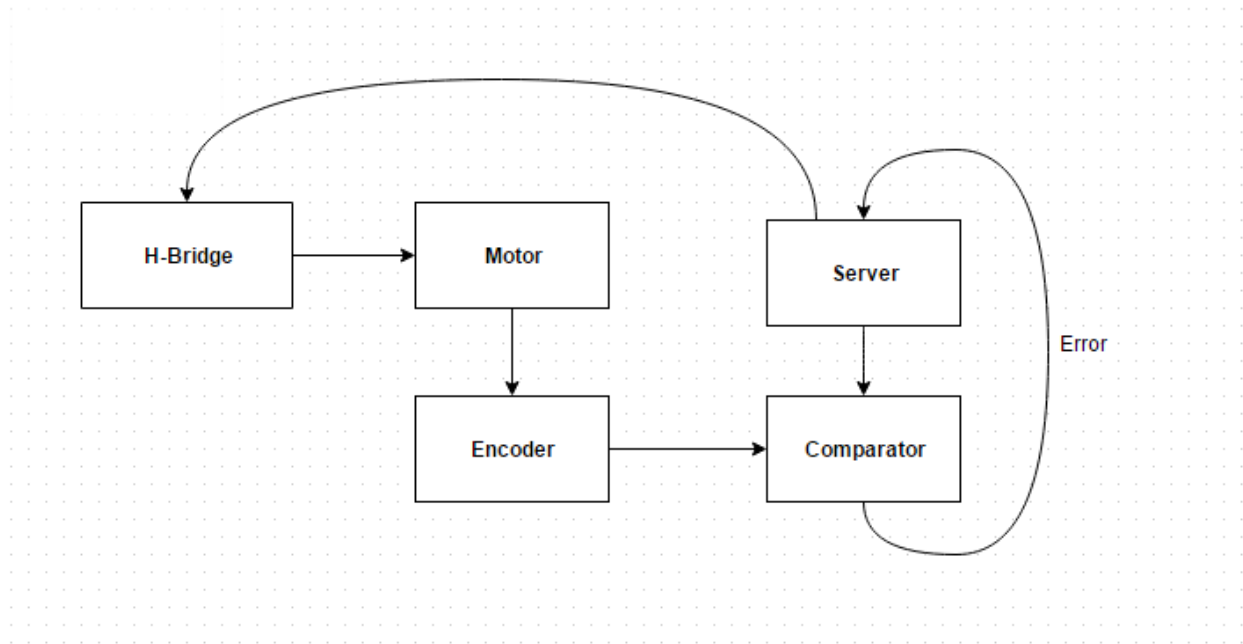 H-Bridge
Motor
Server
Error
Encoder
Comparator